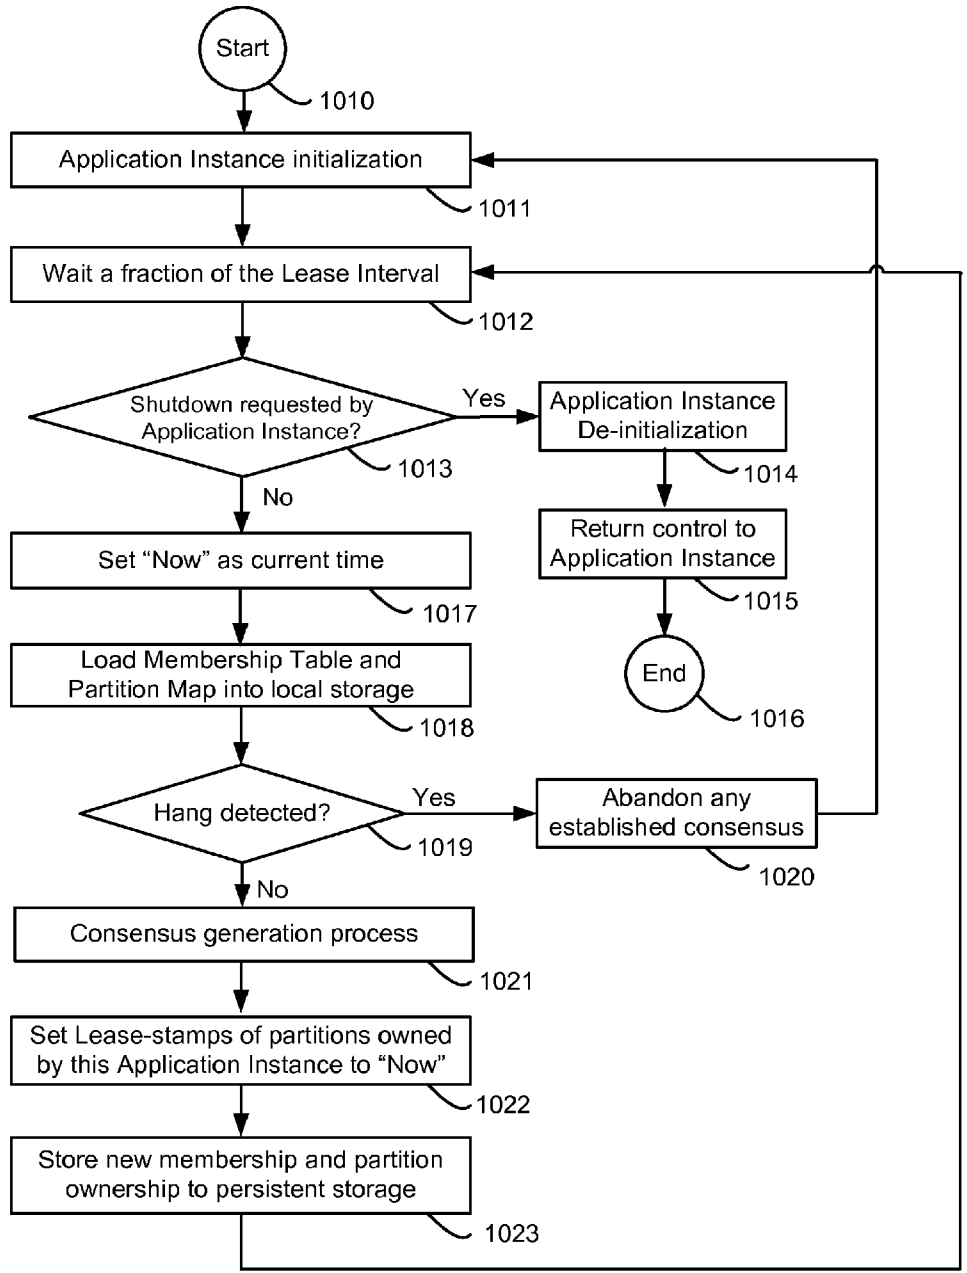 Start
1010
Application Instance initialization
1011
Wait a fraction of the Lease Interval
1012
Shutdown requested by
Application Instance?
1013
Yes
Application Instance
De-initialization
1014
No
Return control to
Application Instance
1015
Set “Now” as current time
1017
End
1016
Load Membership Table and
Partition Map into local storage
1018
Hang detected?
1019
Yes
Abandon any
established consensus
1020
No
Consensus generation process
1021
Set Lease-stamps of partitions owned
by this Application Instance to “Now”
1022
Store new membership and partition
ownership to persistent storage
1023